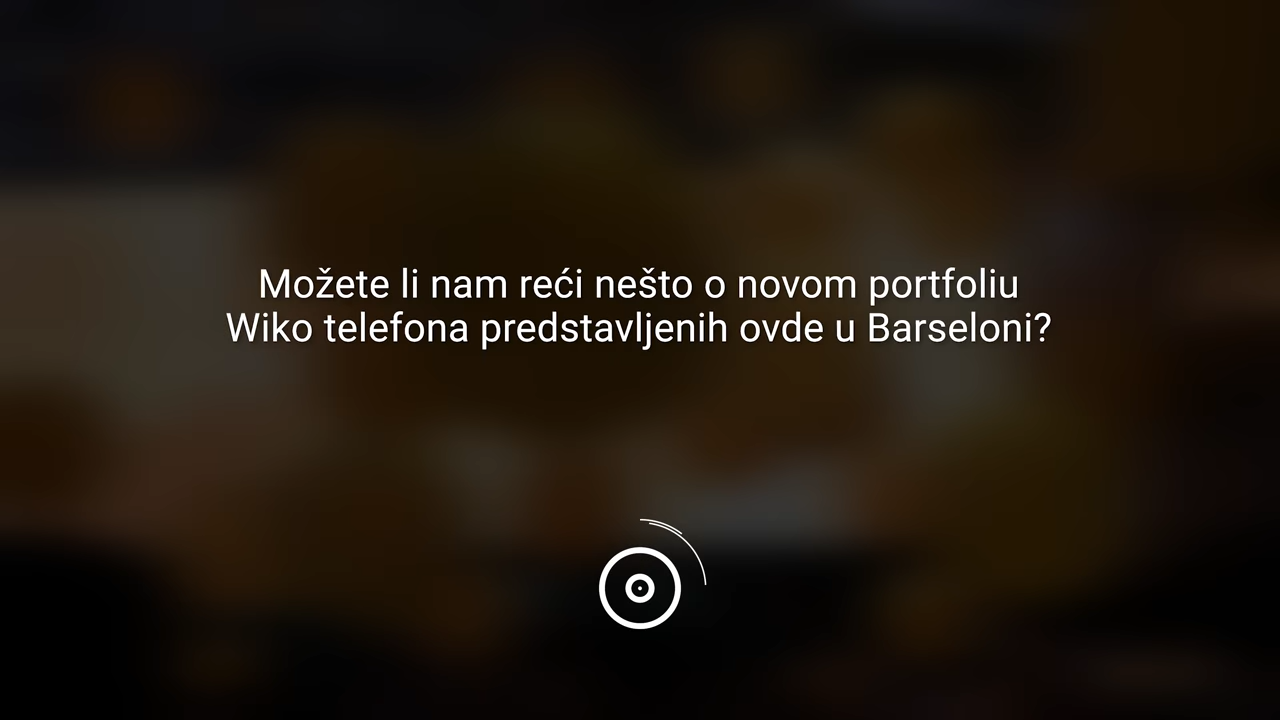 Možete li nam reći nešto o novom portfoliu
Wiko telefona predstavljenih ovde u Barseloni?